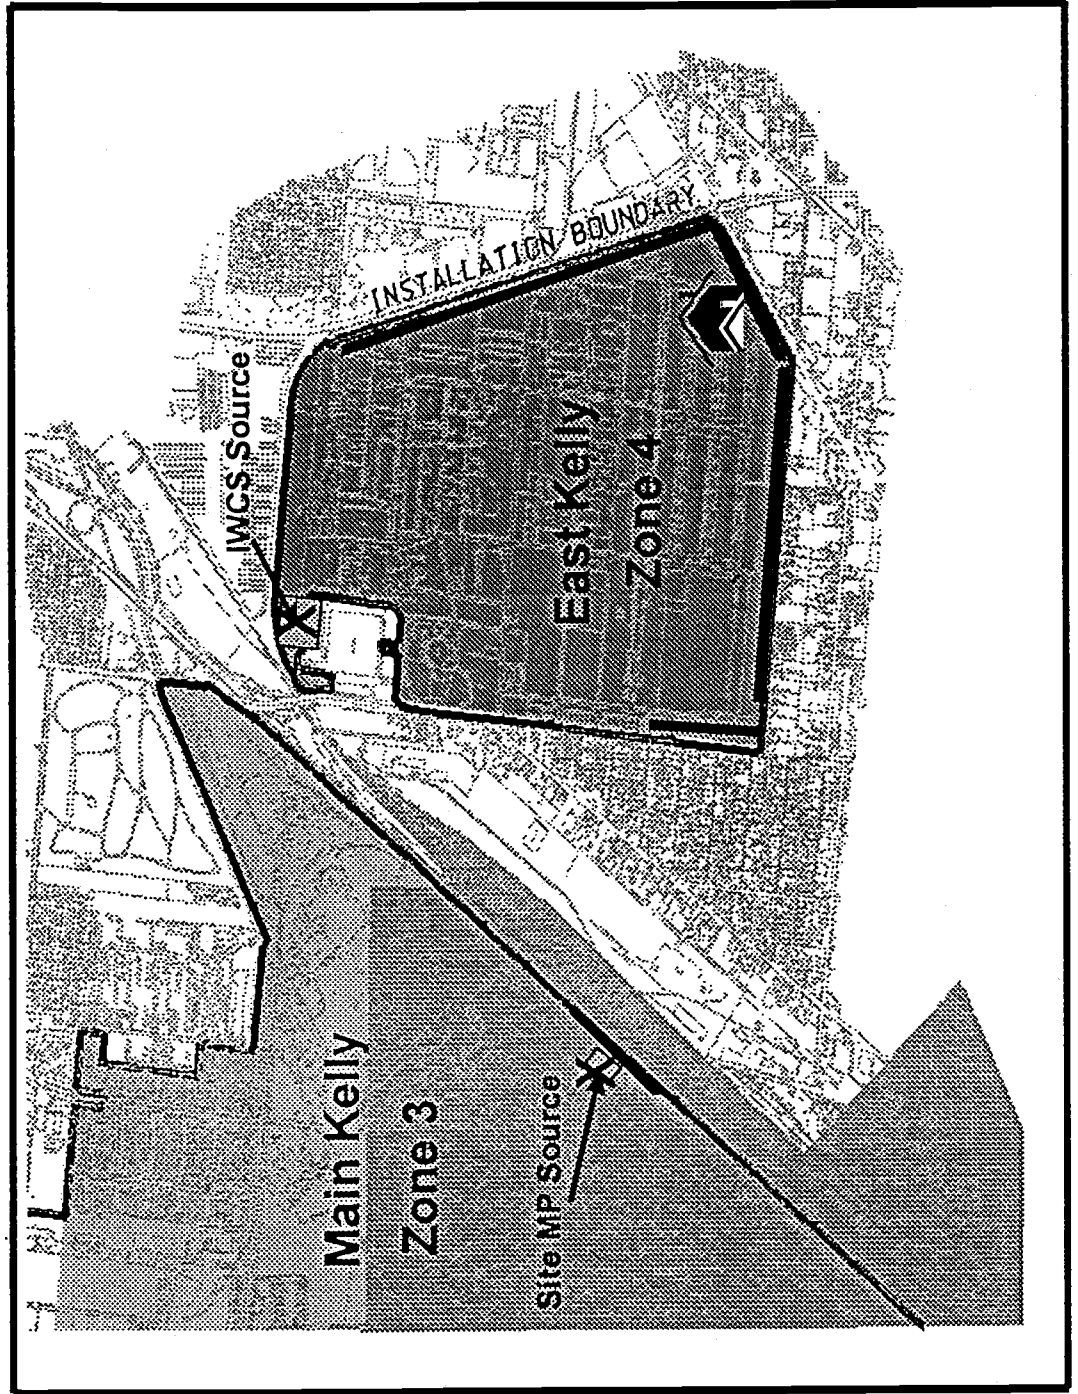 INSTALLATION BOUNDARY
IWCS Source
East Kelly
Zone 4
Main Kelly
Zone 3
Site MP Source